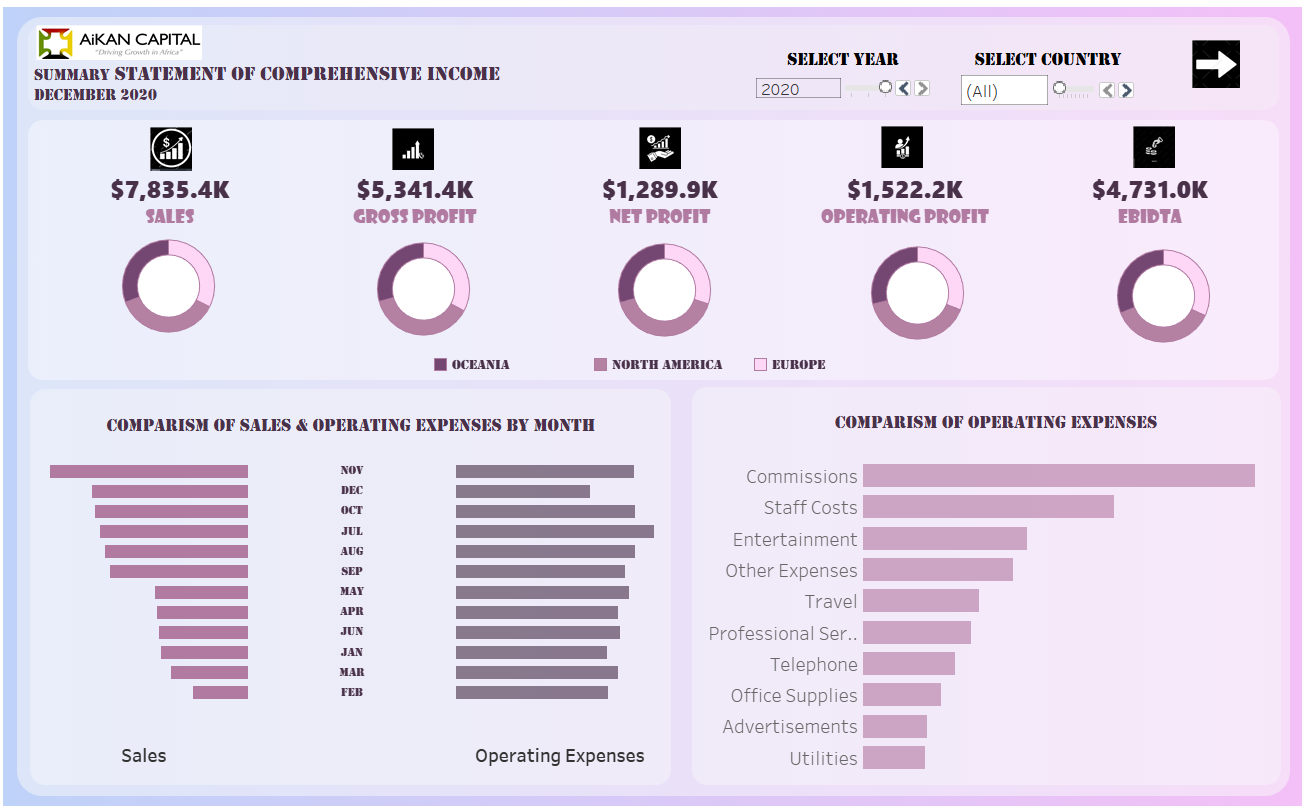 AiKAN CAPITAL
"Driving Growth in Africa"
SUMMARY STATEMENT OF COMPREHENSIVE INCOME
DECEMBER 2020
SELECT YEAR
2020
SELECT COUNTRY
(All)
$7,835.4K
SALES
$5,341.4K
GROSS PROFIT
$1,289.9K
NET PROFIT
$1,522.2K
OPERATING PROFIT
$4,731.0K
EBIDTA
OCEANIA
NORTH AMERICA
EUROPE
COMPARISM OF SALES & OPERATING EXPENSES BY MONTH
NOV
DEC
OCT
JUL
AUG
SEP
MAY
APR
JUN
JAN
MAR
FEB
Sales
Operating Expenses
COMPARISM OF OPERATING EXPENSES
Commissions
Staff Costs
Entertainment
Other Expenses
Travel
Professional Ser..
Telephone
Office Supplies
Advertisements
Utilities